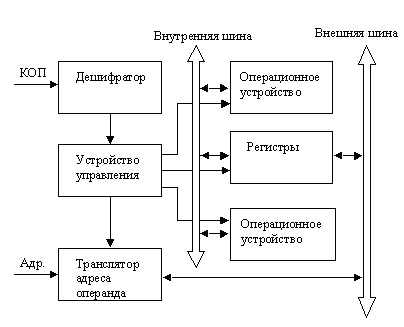 Внутренняя шина
Внешняя шина
КОП
Дешифратор
Операционное
устройство
Устройство
управления
Регистры
Операционное
устройство
Адр.
Транслятор
адреса
операнда